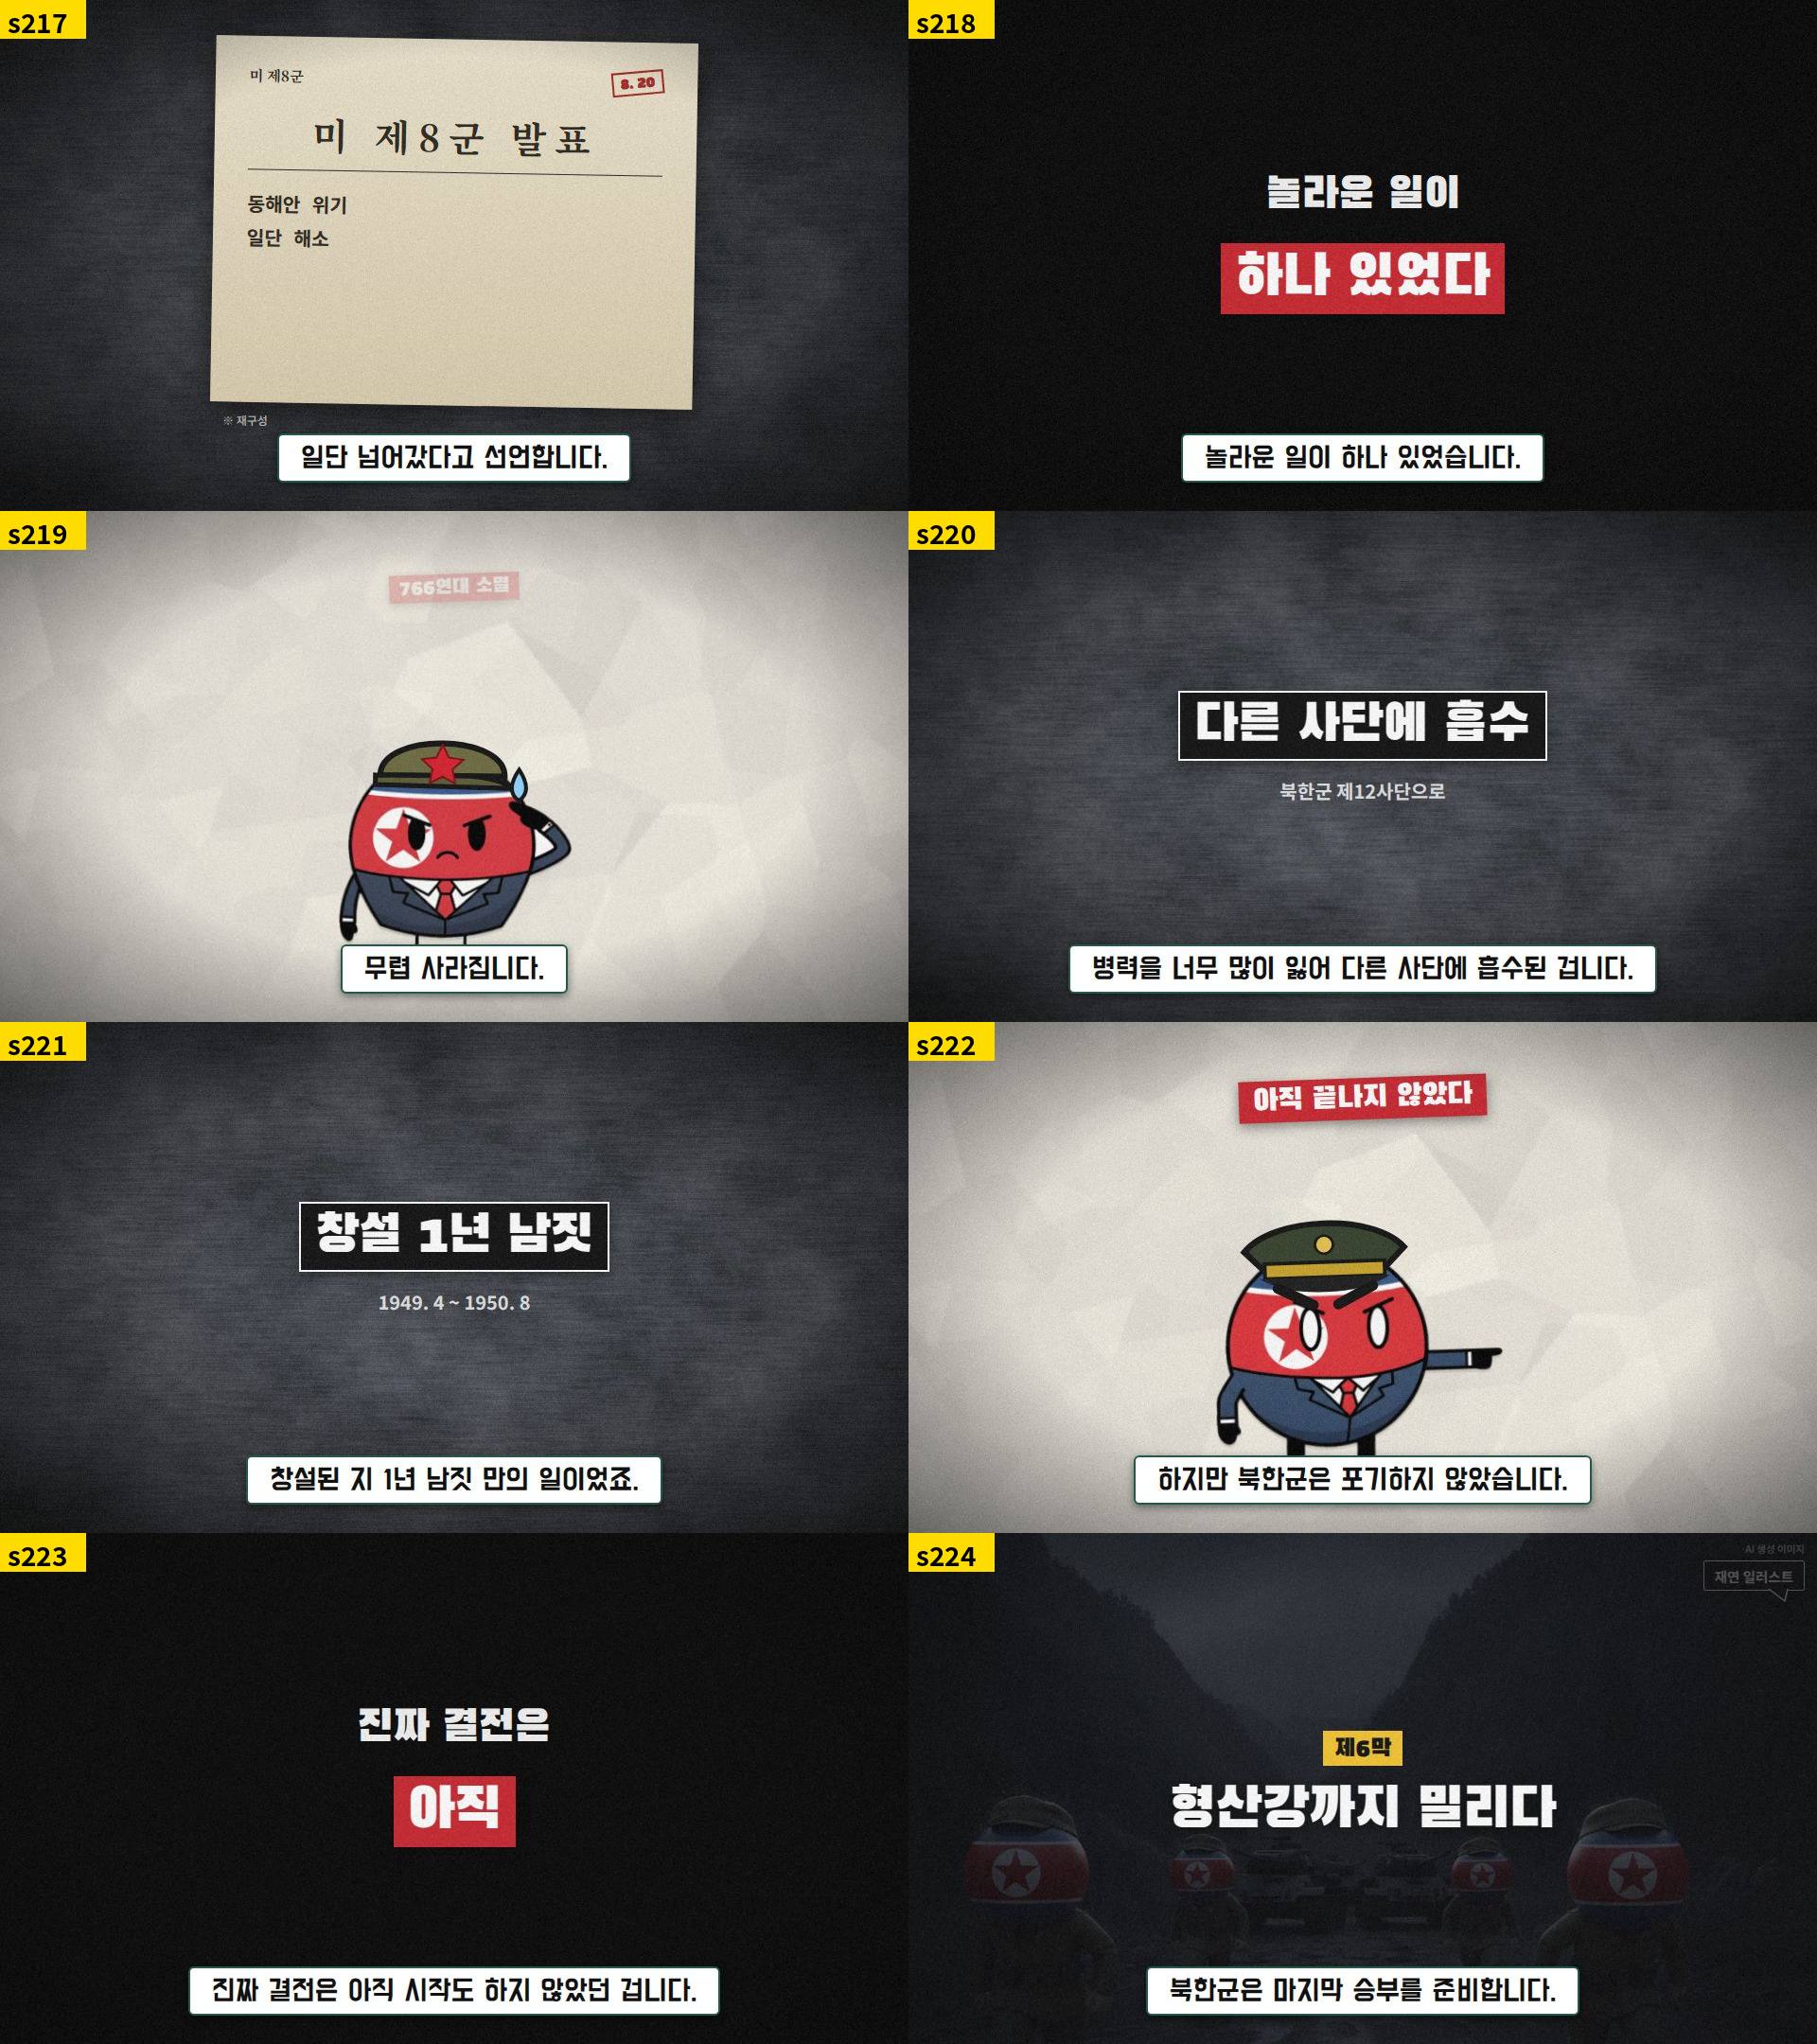 s217
미 제8군
8. 20
미 제8군 발표
동해안 위기
일단 해소
※ 재구성
일단 넘어갔다고 선언합니다.
s218
놀라운 일이
하나 있었다
놀라운 일이 하나 있었습니다.
s219
766연대 소멸
무렵 사라집니다.
s220
다른 사단에 흡수
북한군 제12사단으로
병력을 너무 많이 잃어 다른 사단에 흡수된 겁니다.
s221
창설 1년 남짓
1949. 4 ~ 1950. 8
창설된 지 1년 남짓 만의 일이었죠.
s222
아직 끝나지 않았다
하지만 북한군은 포기하지 않았습니다.
s223
진짜 결전은
아직
진짜 결전은 아직 시작도 하지 않았던 겁니다.
s224
AI 생성 이미지
재연 일러스트
제6막
형산강까지 밀리다
북한군은 마지막 승부를 준비합니다.